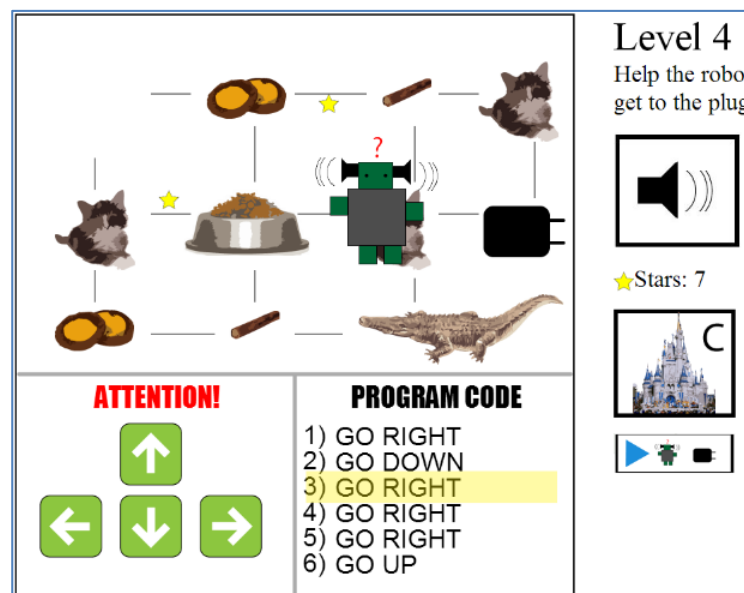 Level 4
Help the robo
get to the plug
?
Stars: 7
C
ATTENTION!
PROGRAM CODE
1) GO RIGHT
2) GO DOWN
3) GO RIGHT
4) GO RIGHT
5) GO RIGHT
6) GO UP